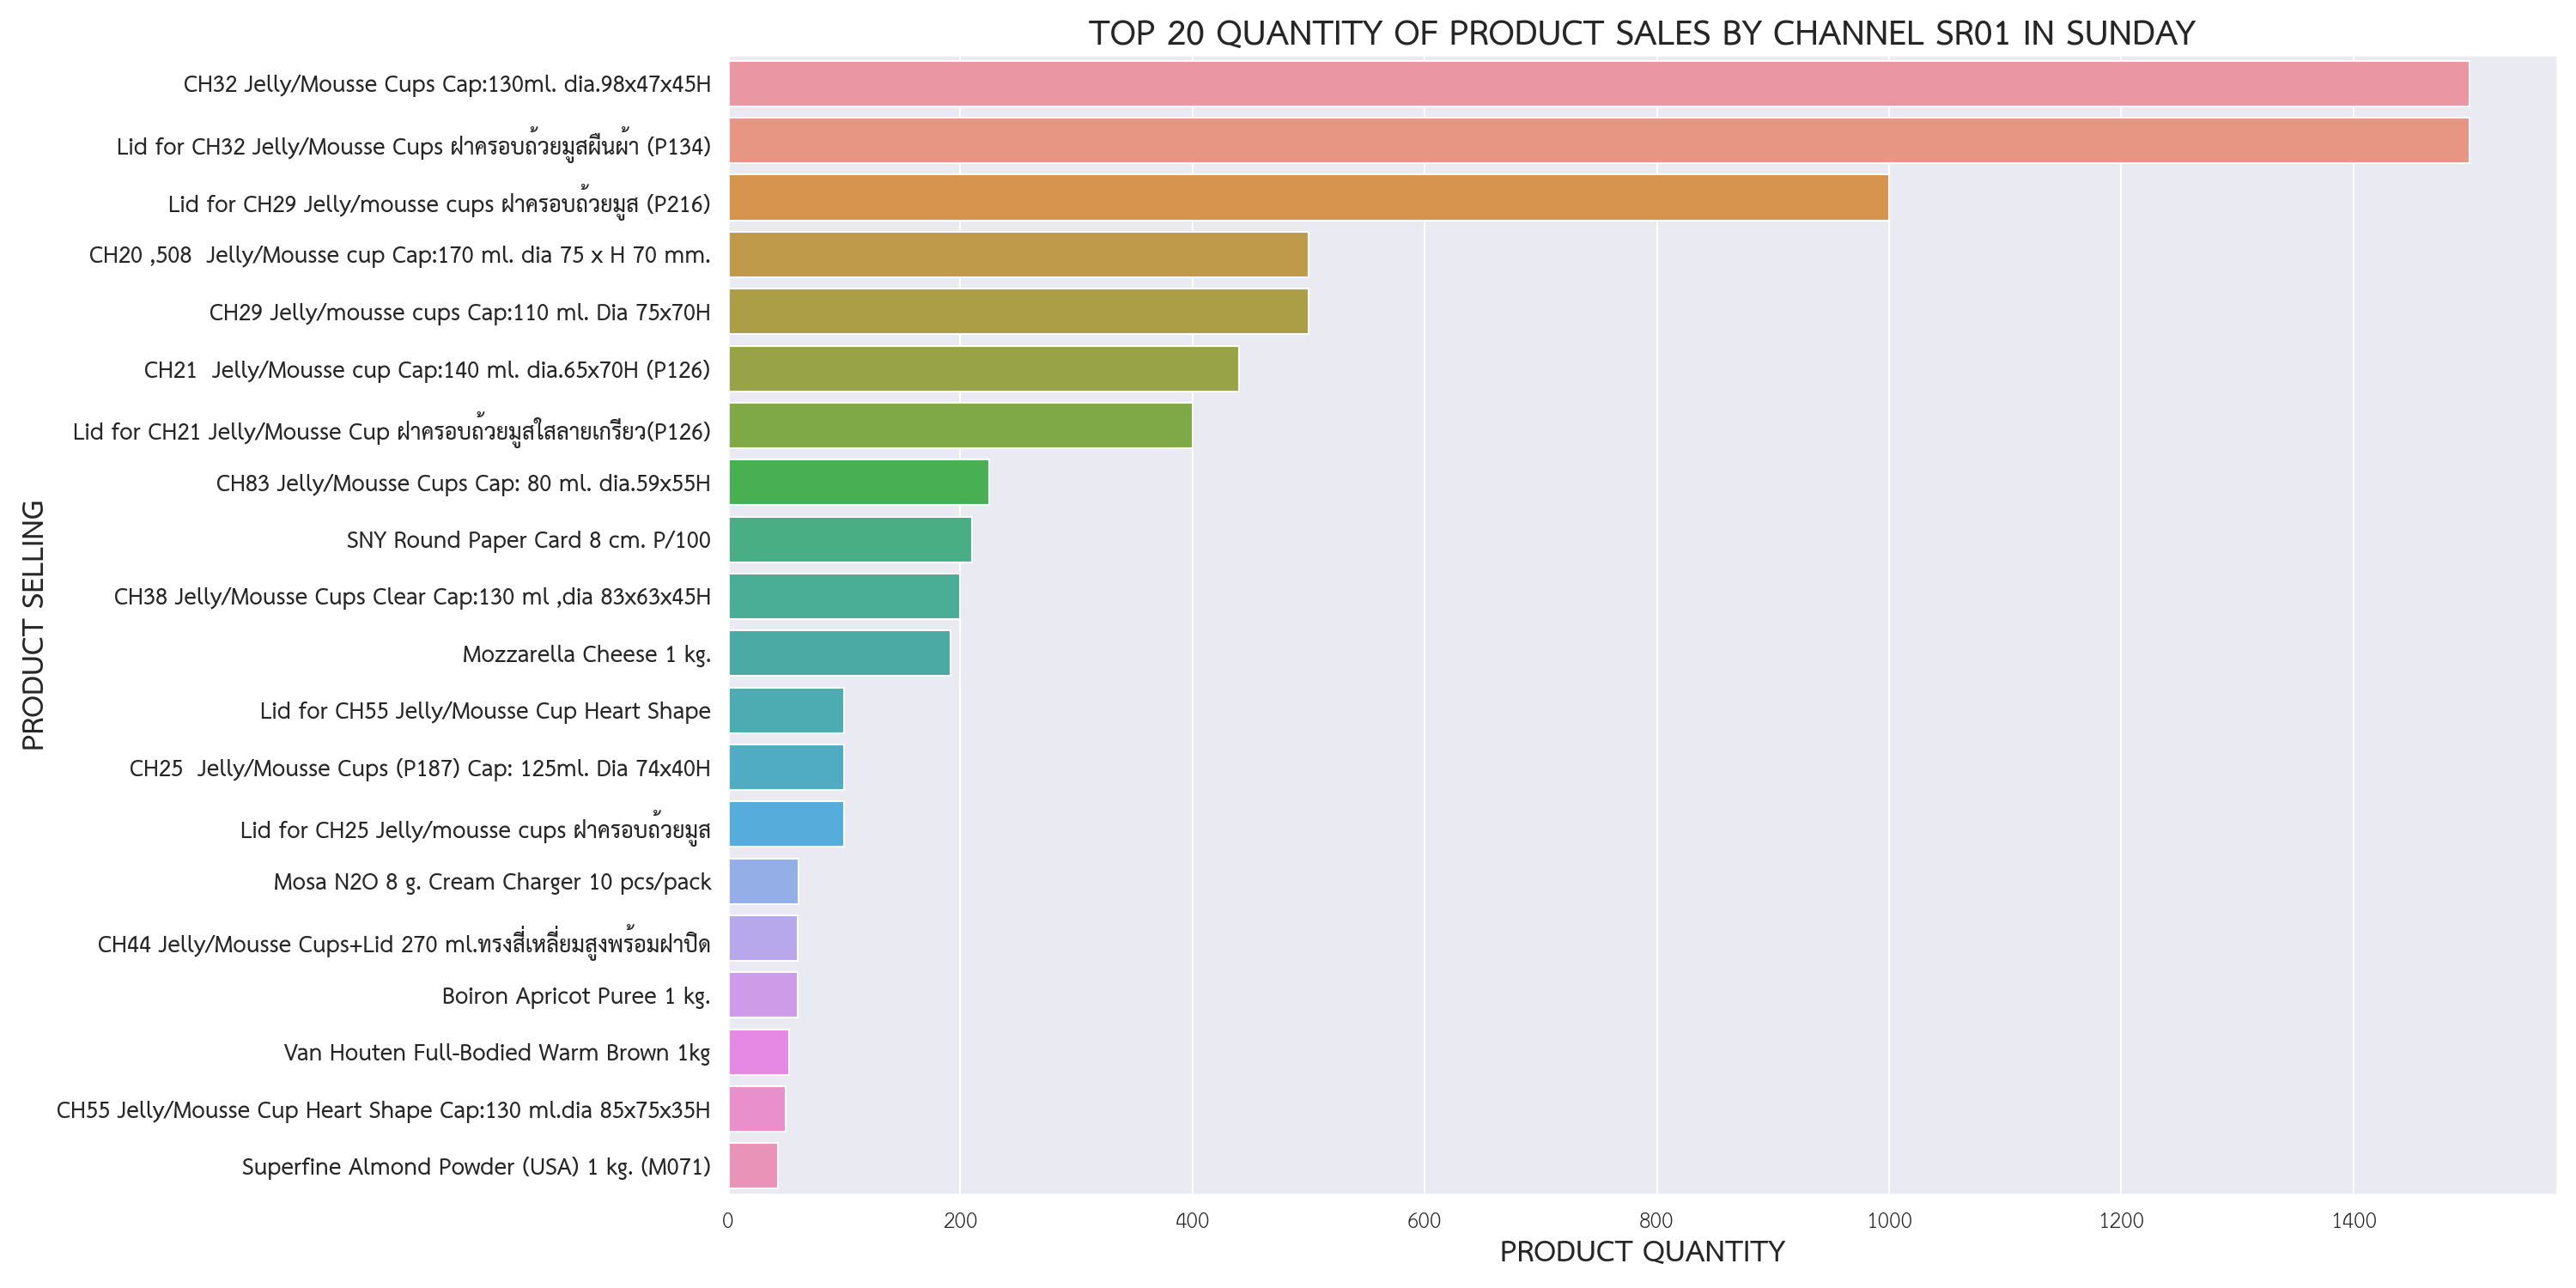 TOP 20 QUANTITY OF PRODUCT SALES BY CHANNEL SR01 IN SUNDAY
PRODUCT SELLING
CH32 Jelly/Mousse Cups Cap:130ml. dia.98x47x45H
Lid for CH32 Jelly/Mousse Cups ฝาครอบถ้วยมูสผืนผ้า (P134)
Lid for CH29 Jelly/mousse cups ฝาครอบถ้วยมูส (P216)
CH20 ,508  Jelly/Mousse cup Cap:170 ml. dia 75 x H 70 mm.
CH29 Jelly/mousse cups Cap:110 ml. Dia 75x70H
CH21  Jelly/Mousse cup Cap:140 ml. dia.65x70H (P126)
Lid for CH21 Jelly/Mousse Cup ฝาครอบถ้วยมูสใสลายเกรียว(P126)
CH83 Jelly/Mousse Cups Cap: 80 ml. dia.59x55H
SNY Round Paper Card 8 cm. P/100
CH38 Jelly/Mousse Cups Clear Cap:130 ml ,dia 83x63x45H
Mozzarella Cheese 1 kg.
Lid for CH55 Jelly/Mousse Cup Heart Shape
CH25  Jelly/Mousse Cups (P187) Cap: 125ml. Dia 74x40H
Lid for CH25 Jelly/mousse cups ฝาครอบถ้วยมูส
Mosa N2O 8 g. Cream Charger 10 pcs/pack
CH44 Jelly/Mousse Cups+Lid 270 ml.ทรงสี่เหลี่ยมสูงพร้อมฝาปิด
Boiron Apricot Puree 1 kg.
Van Houten Full-Bodied Warm Brown 1kg
CH55 Jelly/Mousse Cup Heart Shape Cap:130 ml.dia 85x75x35H
Superfine Almond Powder (USA) 1 kg. (M071)
0 200 400 600 800 1000 1200 1400
PRODUCT QUANTITY